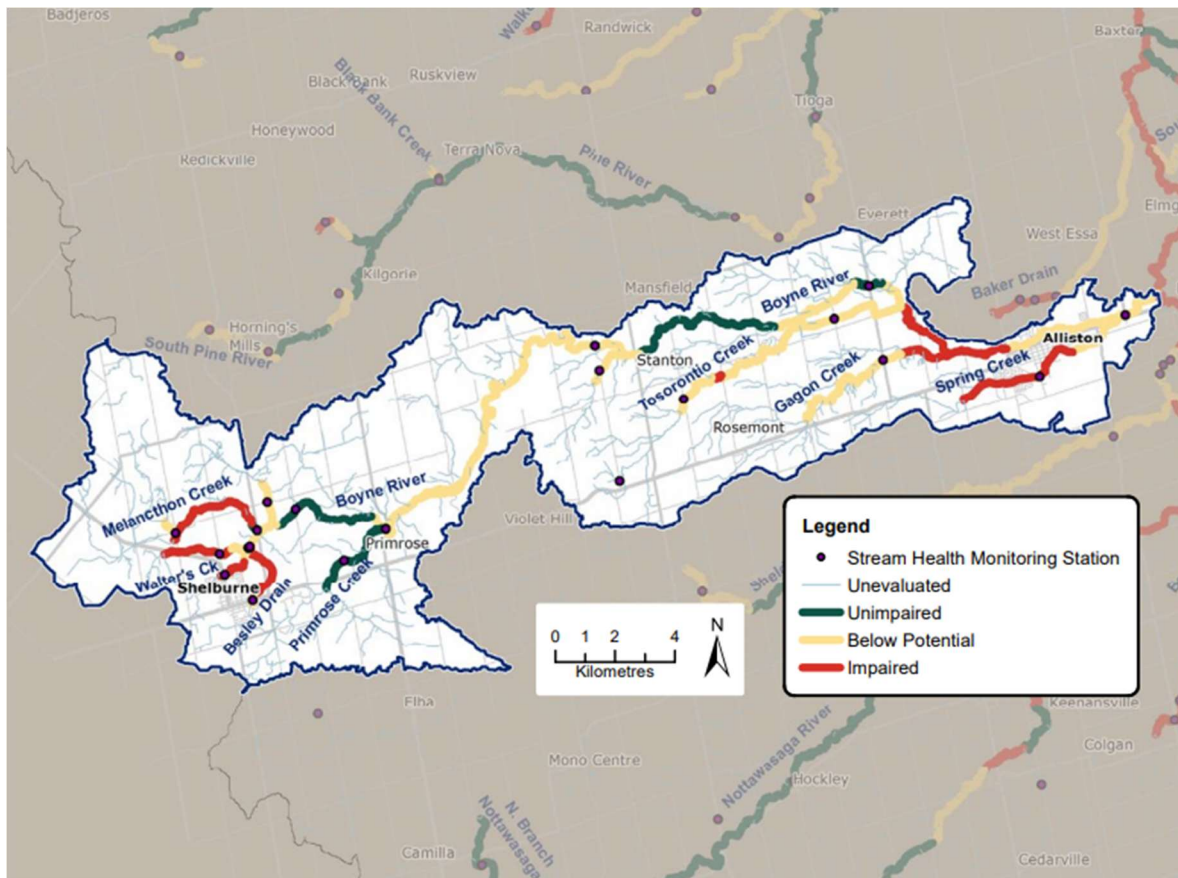 Badjeros
Randwick
Baxter
Black Bank
Ruskview
Black Bank Creek
Tioga
Honeywood
Redickville
Terra Nova
Pine River
Everett
West Essa
Kilgorie
Mansfield
Boyne River
Baker Drain
Horning's
Mills
South Pine River
Stanton
Alliston
Tosorontio Creek
Gagon Creek
Spring Creek
Rosemont
Melancthon Creek
Boyne River
Violet Hill
Primrose
Walter's Ck
Shelburne
Besley Drain
Primrose Creek
Legend
Stream Health Monitoring Station
Unevaluated
Unimpaired
Below Potential
Impaired
0 1 2 4
Kilometres
N
Keenansville
Colgan
Mono Centre
Nottawasaga River
Hockley
N. Branch
Nottawasaga
Camilla
Cedarville